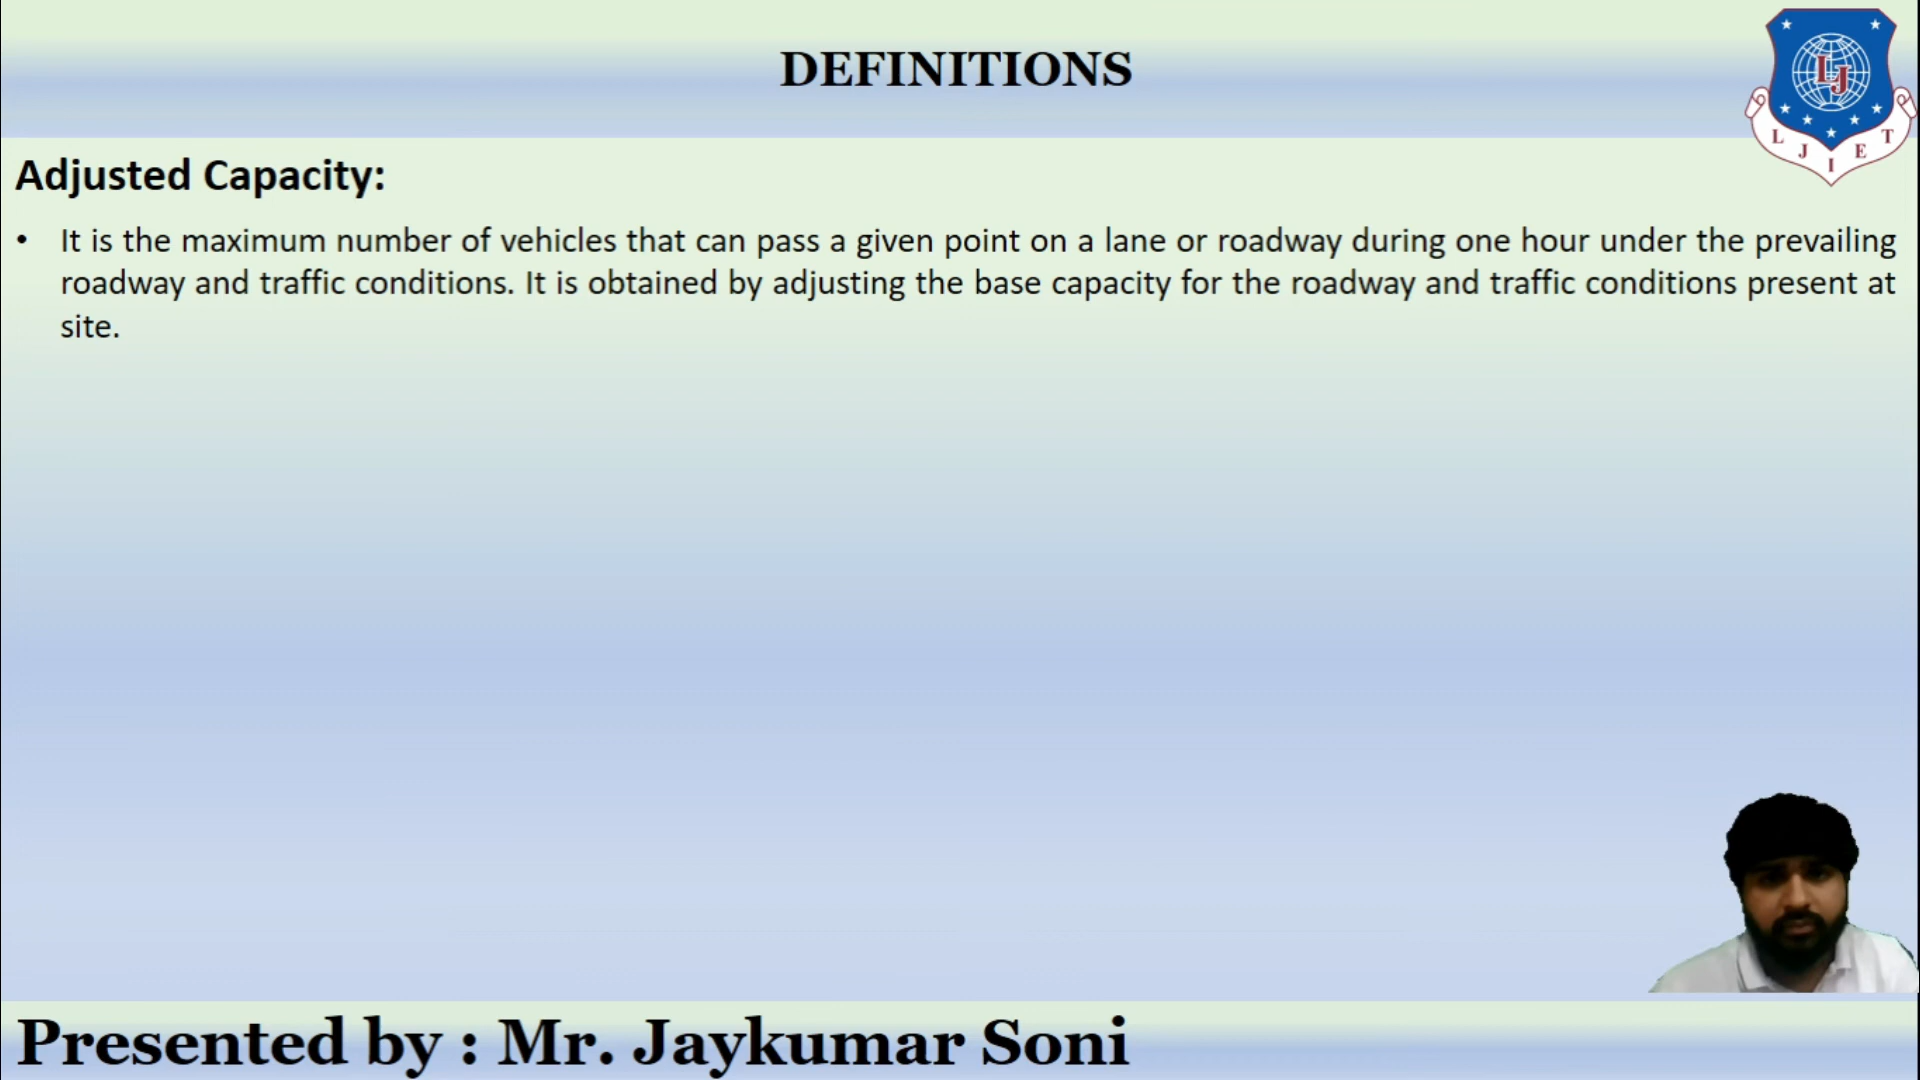 DEFINITIONS
LJ
L J I E T
Adjusted Capacity:
• It is the maximum number of vehicles that can pass a given point on a lane or roadway during one hour under the prevailing
roadway and traffic conditions. It is obtained by adjusting the base capacity for the roadway and traffic conditions present at
site.
Presented by : Mr. Jaykumar Soni